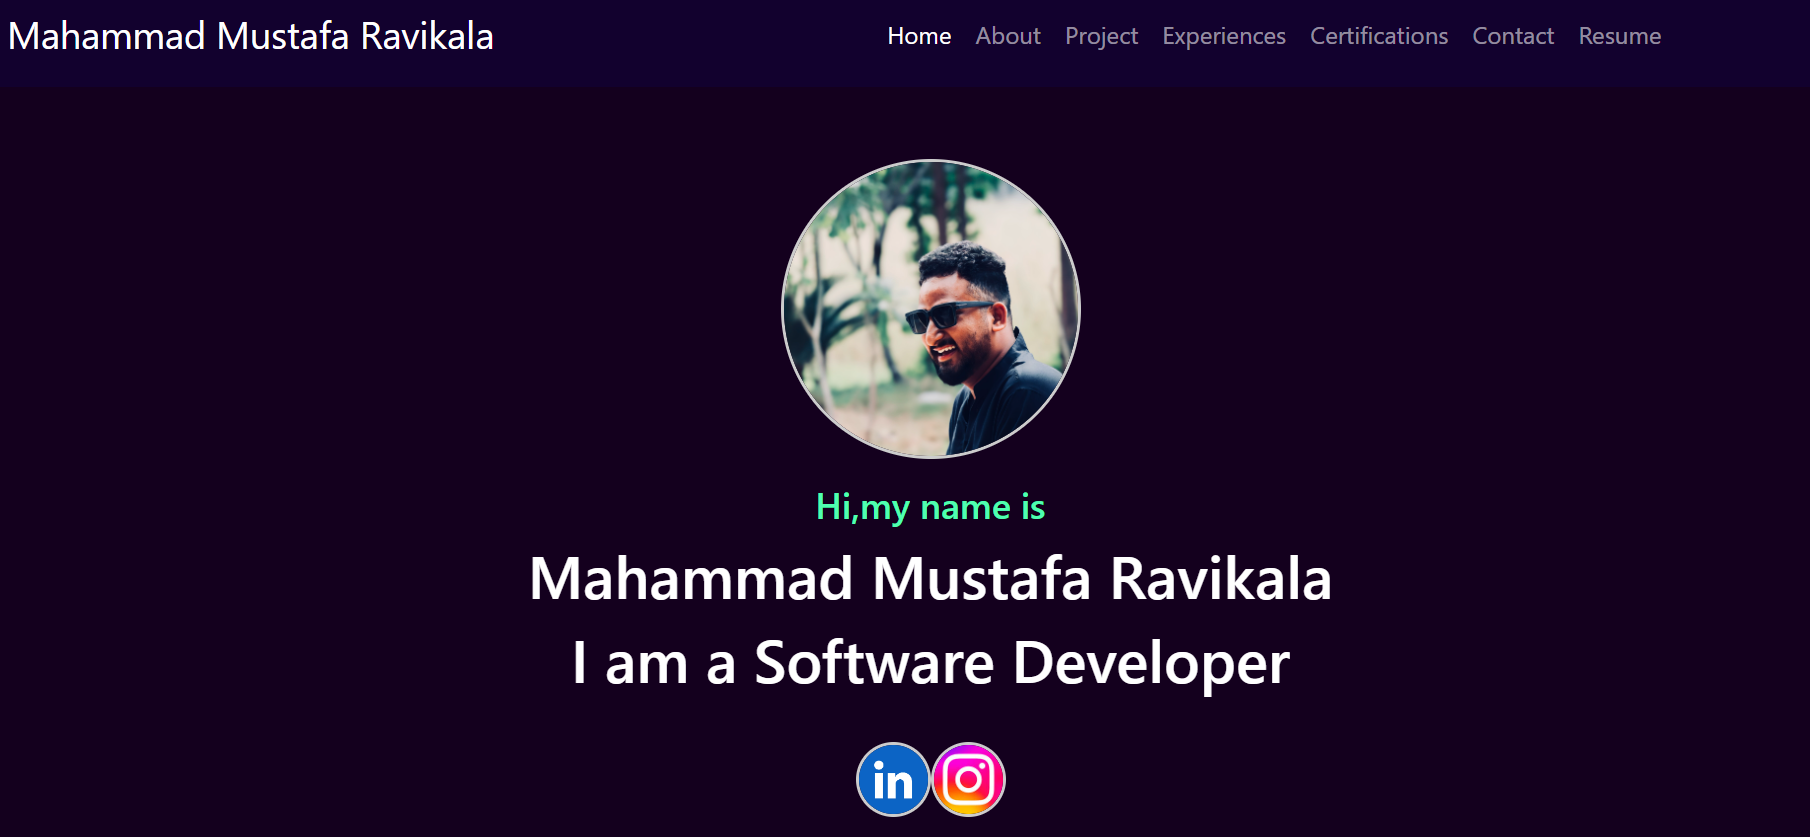 Mahammad Mustafa Ravikala
Home About Project Experiences Certifications Contact Resume
Hi,my name is
Mahammad Mustafa Ravikala
I am a Software Developer
in